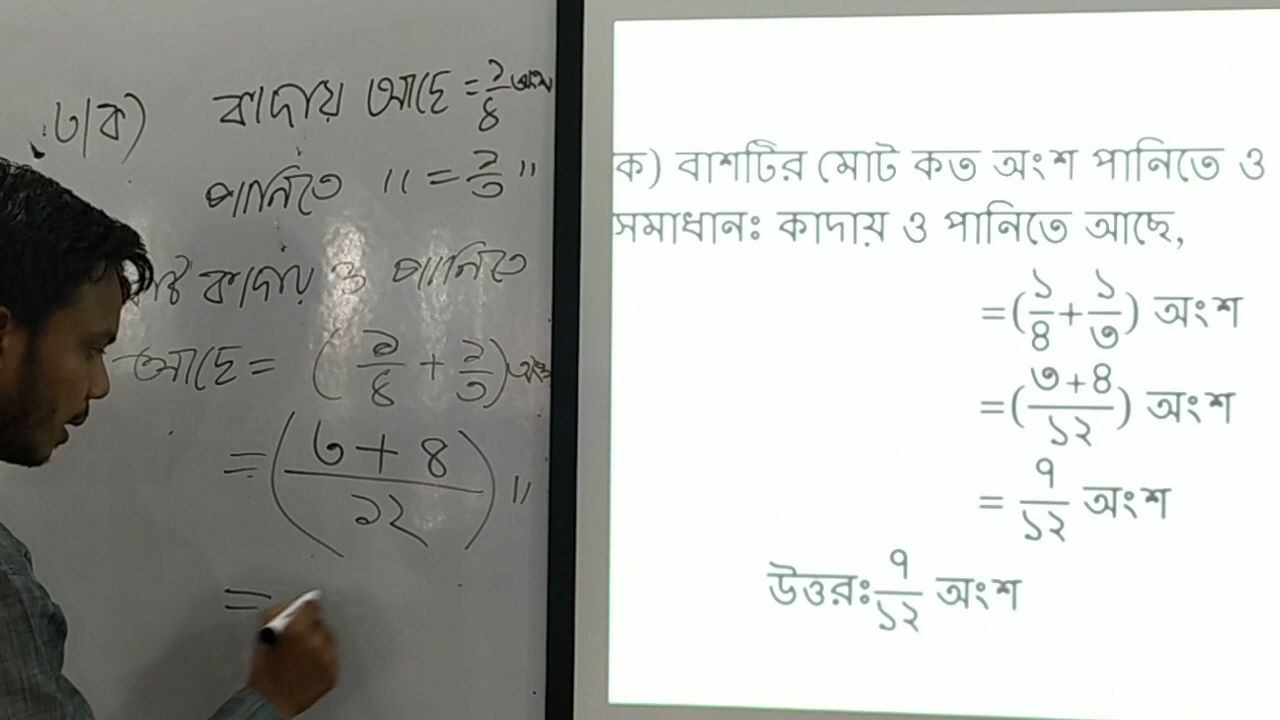 ৩।ক) কাদায় আছে = ১/৪ অংশ
পানিতে " = ১/৩ "
কাদায় ও পানিতে
আছে = (১/৪ + ১/৩) অংশ
= (৩+৪/১২) "
=
ক) বাশটির মোট কত অংশ পানিতে ও
সমাধানঃ কাদায় ও পানিতে আছে,
=(১/৪+১/৩) অংশ
=(৩+৪/১২) অংশ
= ৭/১২ অংশ
উত্তরঃ ৭/১২ অংশ